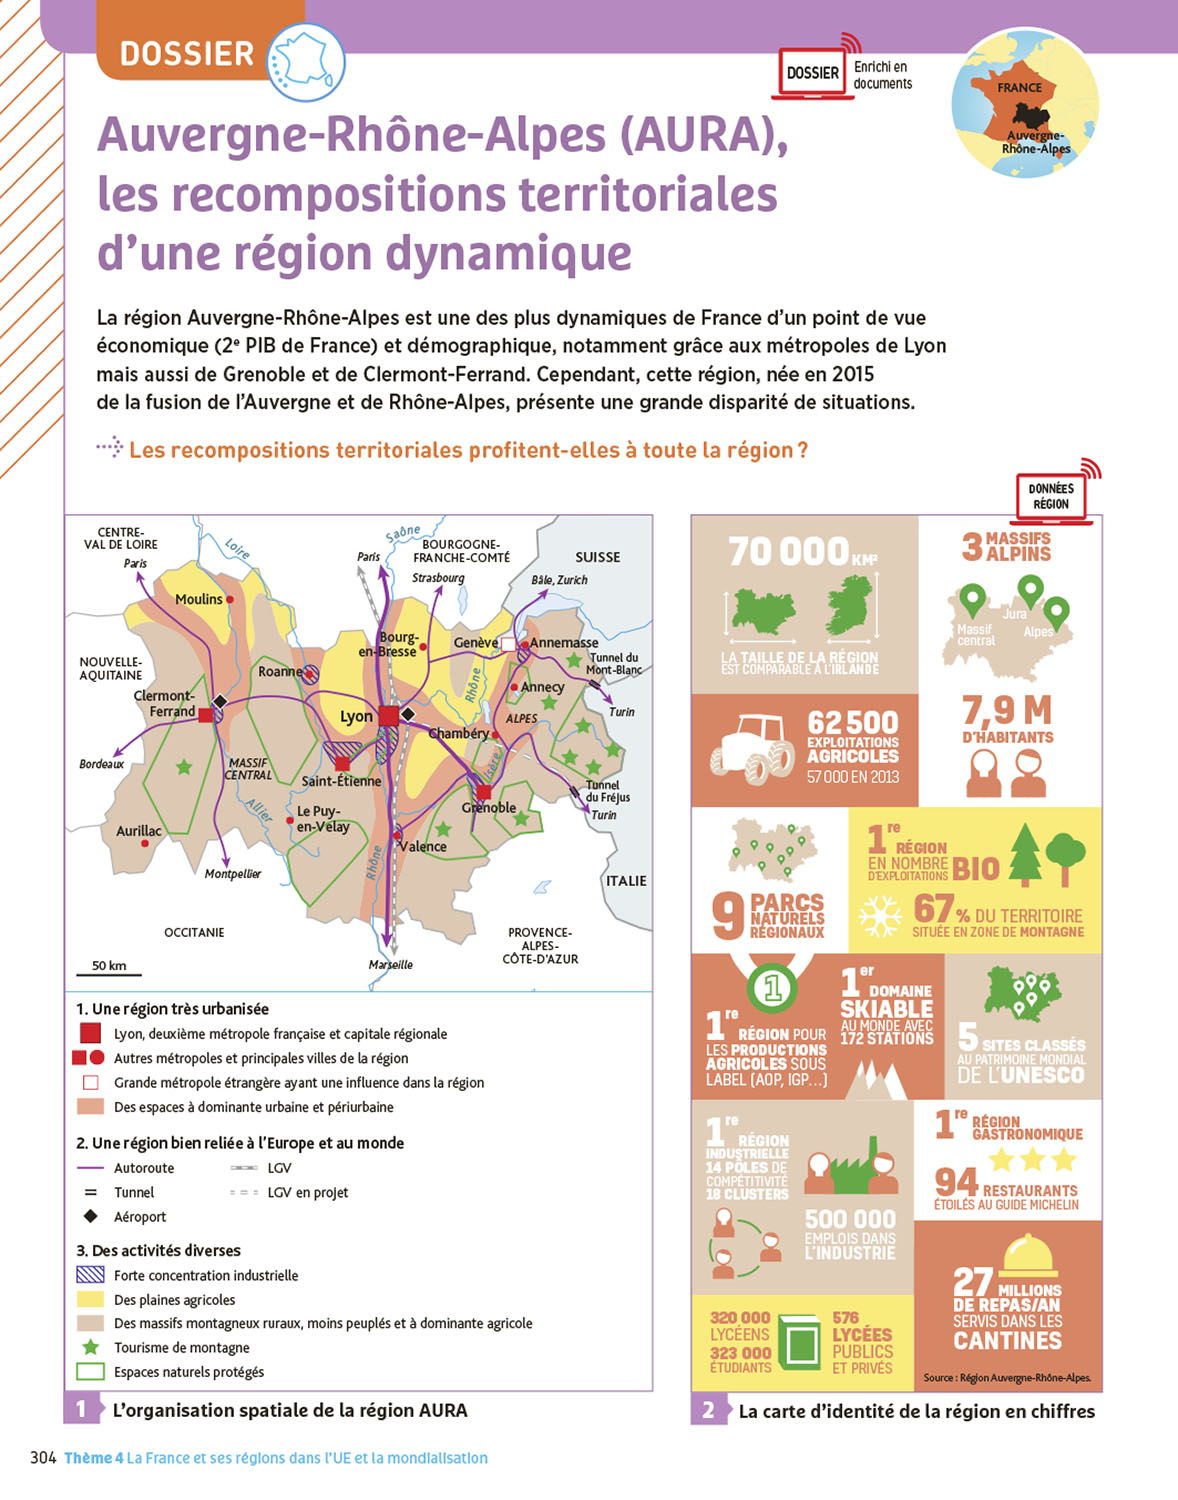 DOSSIER
DOSSIER
Enrichi en
documents
FRANCE
Auvergne-
Rhône-Alpes
Auvergne-Rhône-Alpes (AURA),
les recompositions territoriales
d'une région dynamique
La région Auvergne-Rhône-Alpes est une des plus dynamiques de France d'un point de vue
économique (2e PIB de France) et démographique, notamment grâce aux métropoles de Lyon
mais aussi de Grenoble et de Clermont-Ferrand. Cependant, cette région, née en 2015
de la fusion de l'Auvergne et de Rhône-Alpes, présente une grande disparité de situations.
Les recompositions territoriales profitent-elles à toute la région ?
CENTRE-
VAL DE LOIRE
Paris
Loire
Saône
Paris
BOURGOGNE-
FRANCHE-COMTÉ
Strasbourg
SUISSE
Bâle, Zurich
Moulins
Bourg-
en-Bresse
Genève
Annemasse
Tunnel du
Mont-Blanc
NOUVELLE-
AQUITAINE
Roanne
Rhône
Annecy
Clermont-
Ferrand
Lyon
ALPES
Turin
Chambéry
Bordeaux
MASSIF
CENTRAL
Saint-Étienne
Isère
Tunnel
du Fréjus
Turin
Allier
Le Puy-
en-Velay
Grenoble
Aurillac
Valence
Rhône
Montpellier
ITALIE
OCCITANIE
PROVENCE-
ALPES-
CÔTE-D'AZUR
50 km
Marseille
1. Une région très urbanisée
Lyon, deuxième métropole française et capitale régionale
Autres métropoles et principales villes de la région
Grande métropole étrangère ayant une influence dans la région
Des espaces à dominante urbaine et périurbaine
2. Une région bien reliée à l'Europe et au monde
Autoroute
LGV
Tunnel
LGV en projet
Aéroport
3. Des activités diverses
Forte concentration industrielle
Des plaines agricoles
Des massifs montagneux ruraux, moins peuplés et à dominante agricole
Tourisme de montagne
Espaces naturels protégés
1 L'organisation spatiale de la région AURA
DONNÉES
RÉGION
70 000 KM²
LA TAILLE DE LA RÉGION
EST COMPARABLE À L'IRLANDE
3 MASSIFS
ALPINS
Massif
central
Jura
Alpes
62 500
EXPLOITATIONS
AGRICOLES
57 000 EN 2013
7,9 M
D'HABITANTS
9 PARCS
NATURELS
RÉGIONAUX
1re RÉGION
EN NOMBRE
D'EXPLOITATIONS BIO
67 % DU TERRITOIRE
SITUÉE EN ZONE DE MONTAGNE
1
1re RÉGION POUR
LES PRODUCTIONS
AGRICOLES SOUS
LABEL (AOP, IGP...)
1er DOMAINE
SKIABLE
AU MONDE AVEC
172 STATIONS
5 SITES CLASSÉS
AU PATRIMOINE MONDIAL
DE L'UNESCO
1re RÉGION
INDUSTRIELLE
14 PÔLES DE
COMPÉTITIVITÉ
18 CLUSTERS
500 000
EMPLOIS DANS
L'INDUSTRIE
1re RÉGION
GASTRONOMIQUE
94 RESTAURANTS
ÉTOILÉS AU GUIDE MICHELIN
320 000
LYCÉENS
323 000
ÉTUDIANTS
576
LYCÉES
PUBLICS
ET PRIVÉS
27 MILLIONS
DE REPAS/AN
SERVIS DANS LES
CANTINES
Source : Région Auvergne-Rhône-Alpes.
2 La carte d'identité de la région en chiffres
304 Thème 4 La France et ses régions dans l'UE et la mondialisation